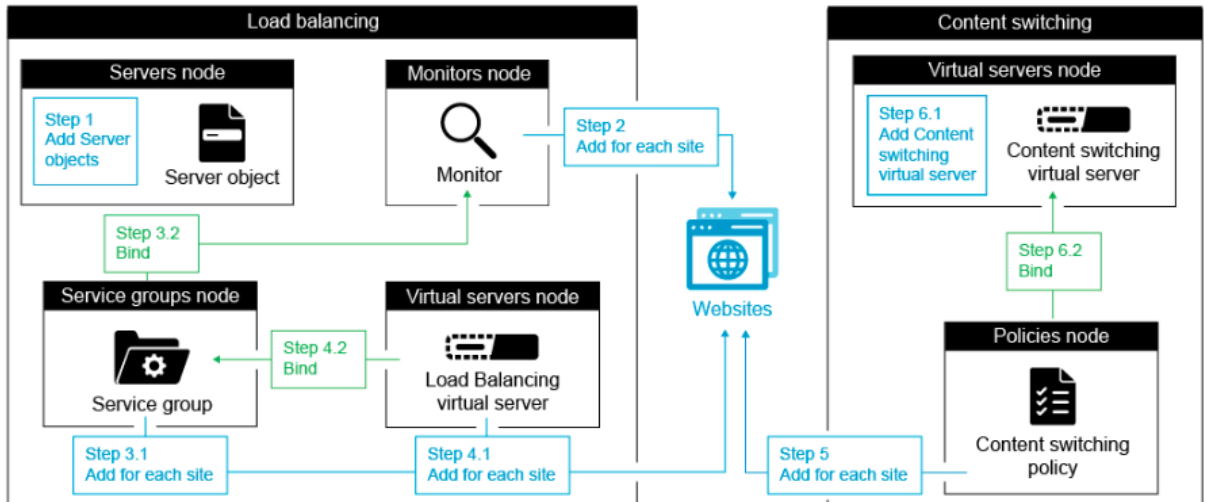 Load balancing
Servers node
Step 1
Add Server
objects
Server object
Monitors node
Monitor
Step 2
Add for each site
Step 3.2
Bind
Service groups node
Service group
Step 4.2
Bind
Virtual servers node
Load Balancing
virtual server
Step 3.1
Add for each site
Step 4.1
Add for each site
Websites
Content switching
Virtual servers node
Step 6.1
Add Content
switching
virtual server
Content switching
virtual server
Step 6.2
Bind
Policies node
Content switching
policy
Step 5
Add for each site